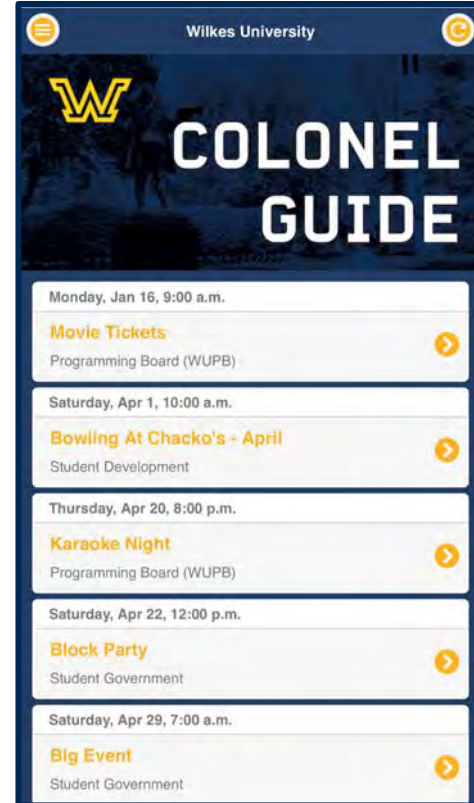 Wilkes University
W
COLONEL
GUIDE
Monday, Jan 16, 9:00 a.m.
Movie Tickets
Programming Board (WUPB)
Saturday, Apr 1, 10:00 a.m.
Bowling At Chacko's - April
Student Development
Thursday, Apr 20, 8:00 p.m.
Karaoke Night
Programming Board (WUPB)
Saturday, Apr 22, 12:00 p.m.
Block Party
Student Government
Saturday, Apr 29, 7:00 a.m.
Big Event
Student Government